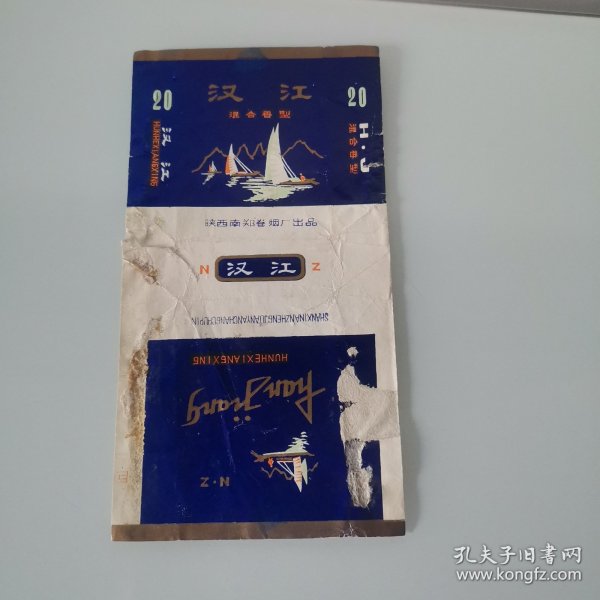 20
汉江
混合香型
20
汉江
HUNHEXIANGXING
H·J
混合香型
陕西南郑卷烟厂出品
N
汉江
Z
SHANXINANZHENGJUANYANCHANGCHUPIN
HUNHEXIANGXING
hanjiang
N·Z
孔夫子旧书网
www.kongfz.com